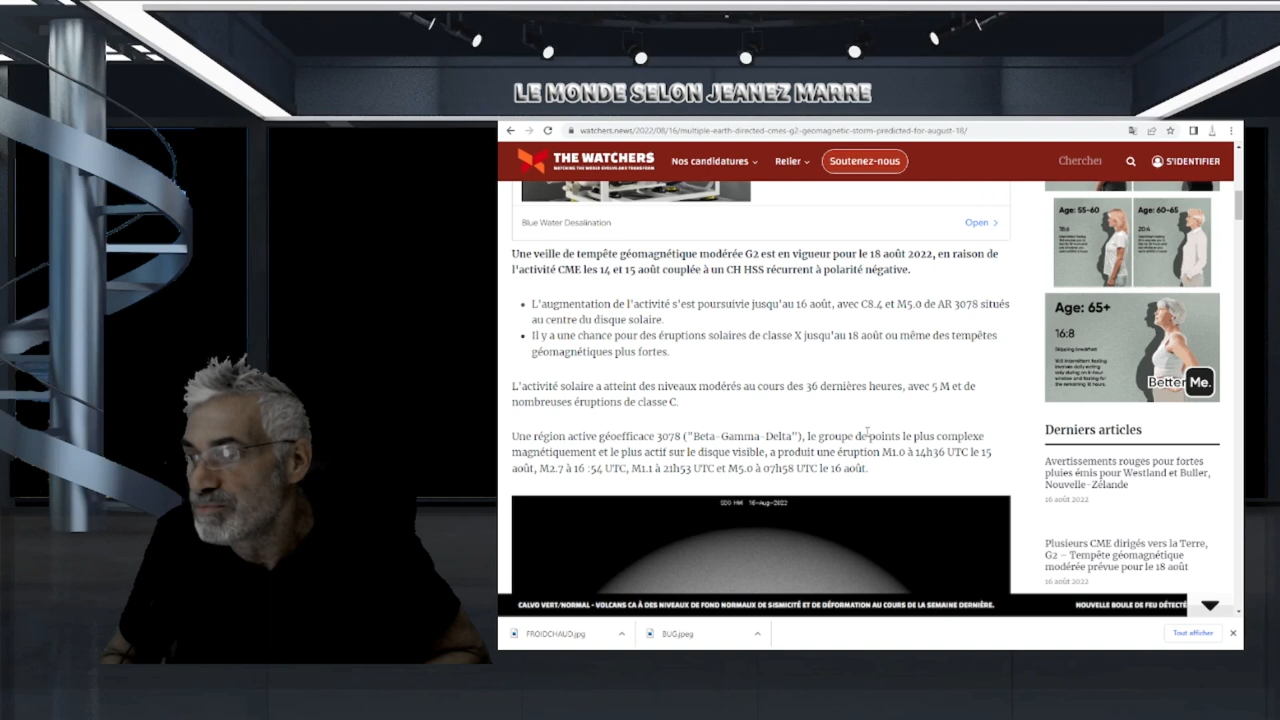 LE MONDE SELON JEANEZ MARRE
watchers.news/2022/08/16/multiple-earth-directed-cmes-g2-geomagnetic-storm-predicted-for-august-18/
THE WATCHERS
WATCHING THE WORLD EVOLVE AND TRANSFORM
Nos candidatures
Relier
Soutenez-nous
Chercher
S'IDENTIFIER
Blue Water Desalination
Open
Une veille de tempête géomagnétique modérée G2 est en vigueur pour le 18 août 2022, en raison de
l'activité CME les 14 et 15 août couplée à un CH HSS récurrent à polarité négative.
L'augmentation de l'activité s'est poursuivie jusqu'au 16 août, avec C8.4 et M5.0 de AR 3078 situés
au centre du disque solaire.
Il y a une chance pour des éruptions solaires de classe X jusqu'au 18 août ou même des tempêtes
géomagnétiques plus fortes.
L'activité solaire a atteint des niveaux modérés au cours des 36 dernières heures, avec 5 M et de
nombreuses éruptions de classe C.
Une région active géoefficace 3078 ("Beta-Gamma-Delta"), le groupe de points le plus complexe
magnétiquement et le plus actif sur le disque visible, a produit une éruption M1.0 à 14h36 UTC le 15
août, M2.7 à 16 :54 UTC, M1.1 à 21h53 UTC et M5.0 à 07h58 UTC le 16 août.
SDO HMI 16-Aug-2022
Age: 55-60
18:6
Age: 60-65
20:4
Age: 65+
16:8
Skipping breakfast
BetterMe.
Derniers articles
Avertissements rouges pour fortes
pluies émis pour Westland et Buller,
Nouvelle-Zélande
16 août 2022
Plusieurs CME dirigés vers la Terre,
G2 – Tempête géomagnétique
modérée prévue pour le 18 août
16 août 2022
CALVO VERT/NORMAL - VOLCANS CA À DES NIVEAUX DE FOND NORMAUX DE SISMICITÉ ET DE DÉFORMATION AU COURS DE LA SEMAINE DERNIÈRE.
NOUVELLE BOULE DE FEU DÉTECTÉ
FROIDCHAUD.jpg
BUG.jpeg
Tout afficher